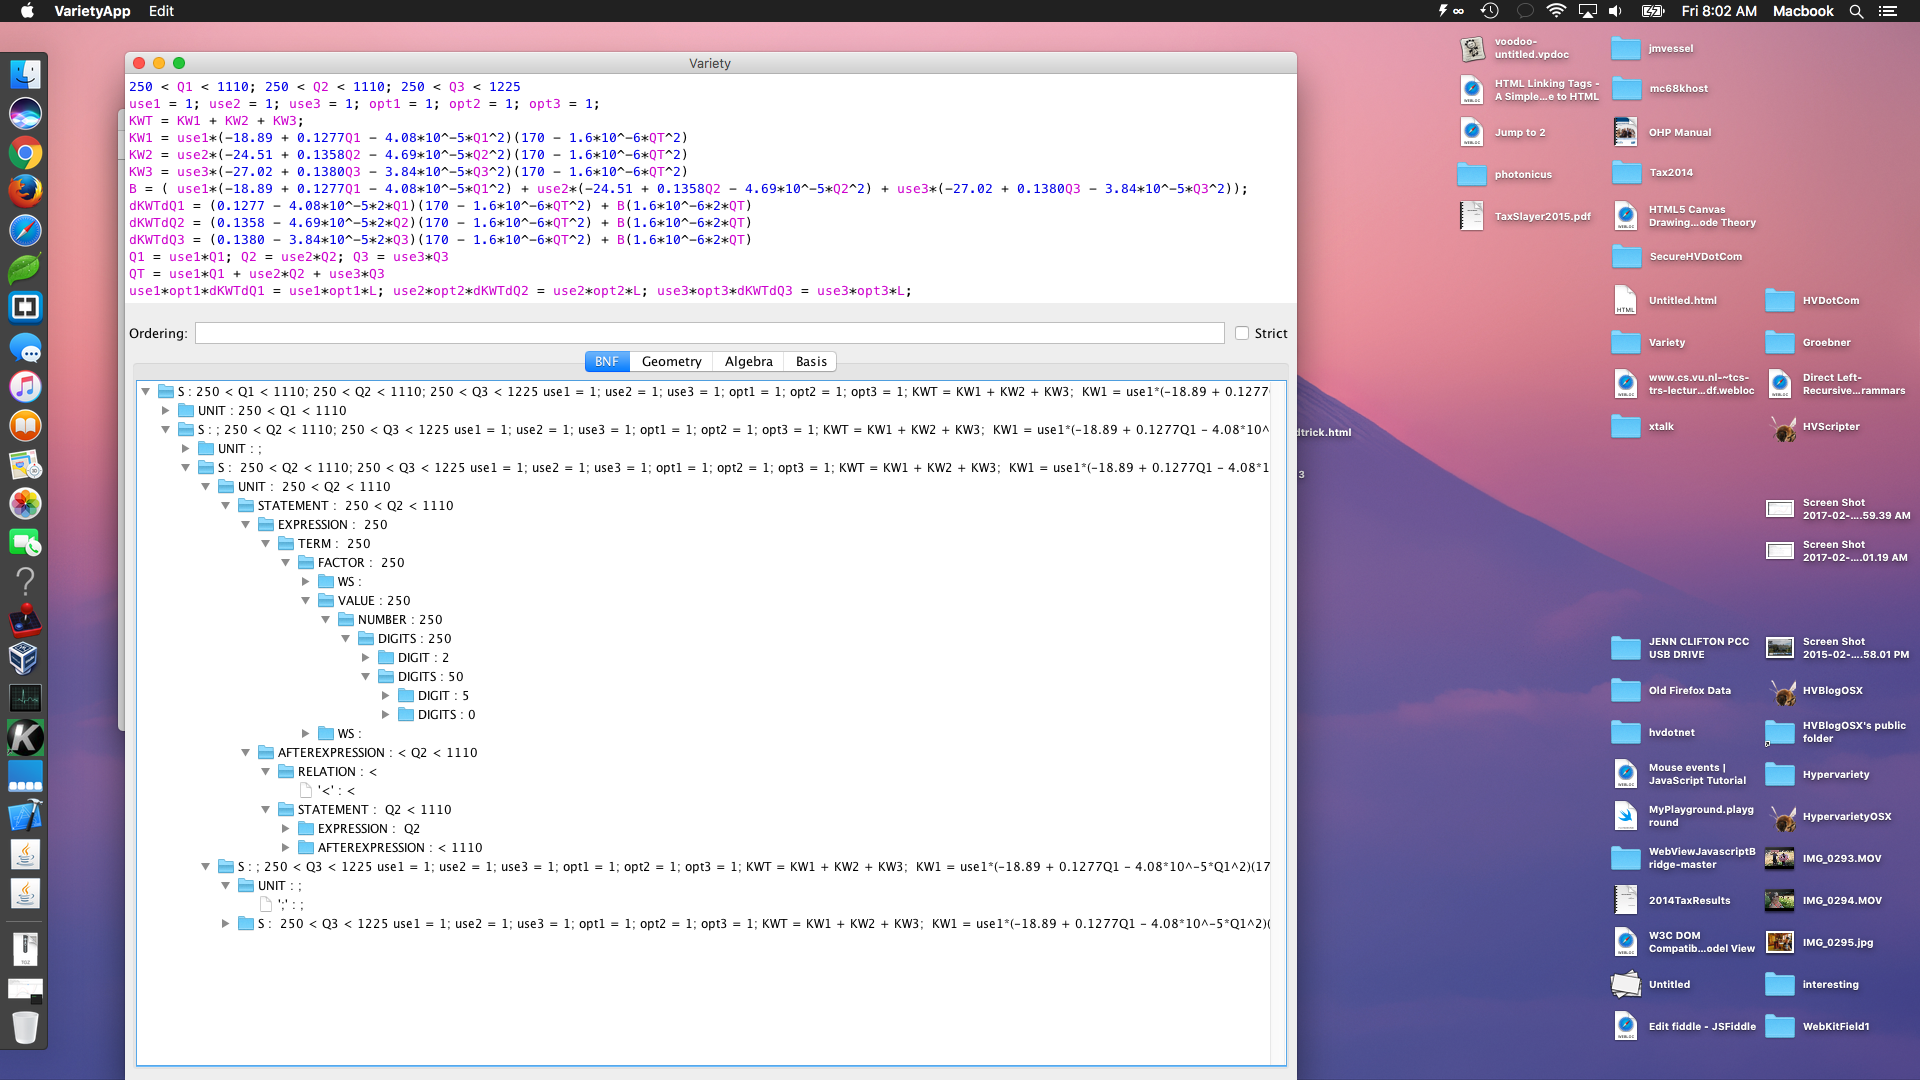 VarietyApp Edit
Fri 8:02 AM Macbook
Variety
250 < Q1 < 1110; 250 < Q2 < 1110; 250 < Q3 < 1225
use1 = 1; use2 = 1; use3 = 1; opt1 = 1; opt2 = 1; opt3 = 1;
KWT = KW1 + KW2 + KW3;
KW1 = use1*(-18.89 + 0.1277Q1 - 4.08*10^-5*Q1^2)(170 - 1.6*10^-6*QT^2)
KW2 = use2*(-24.51 + 0.1358Q2 - 4.69*10^-5*Q2^2)(170 - 1.6*10^-6*QT^2)
KW3 = use3*(-27.02 + 0.1380Q3 - 3.84*10^-5*Q3^2)(170 - 1.6*10^-6*QT^2)
B = ( use1*(-18.89 + 0.1277Q1 - 4.08*10^-5*Q1^2) + use2*(-24.51 + 0.1358Q2 - 4.69*10^-5*Q2^2) + use3*(-27.02 + 0.1380Q3 - 3.84*10^-5*Q3^2));
dKWTdQ1 = (0.1277 - 4.08*10^-5*2*Q1)(170 - 1.6*10^-6*QT^2) + B(1.6*10^-6*2*QT)
dKWTdQ2 = (0.1358 - 4.69*10^-5*2*Q2)(170 - 1.6*10^-6*QT^2) + B(1.6*10^-6*2*QT)
dKWTdQ3 = (0.1380 - 3.84*10^-5*2*Q3)(170 - 1.6*10^-6*QT^2) + B(1.6*10^-6*2*QT)
Q1 = use1*Q1; Q2 = use2*Q2; Q3 = use3*Q3
QT = use1*Q1 + use2*Q2 + use3*Q3
use1*opt1*dKWTdQ1 = use1*opt1*L; use2*opt2*dKWTdQ2 = use2*opt2*L; use3*opt3*dKWTdQ3 = use3*opt3*L;
Ordering:
Strict
BNF Geometry Algebra Basis
S : 250 < Q1 < 1110; 250 < Q2 < 1110; 250 < Q3 < 1225 use1 = 1; use2 = 1; use3 = 1; opt1 = 1; opt2 = 1; opt3 = 1; KWT = KW1 + KW2 + KW3; KW1 = use1*(-18.89 + 0.1277
UNIT : 250 < Q1 < 1110
S : ; 250 < Q2 < 1110; 250 < Q3 < 1225 use1 = 1; use2 = 1; use3 = 1; opt1 = 1; opt2 = 1; opt3 = 1; KWT = KW1 + KW2 + KW3; KW1 = use1*(-18.89 + 0.1277Q1 - 4.08*10^
UNIT : ;
S : 250 < Q2 < 1110; 250 < Q3 < 1225 use1 = 1; use2 = 1; use3 = 1; opt1 = 1; opt2 = 1; opt3 = 1; KWT = KW1 + KW2 + KW3; KW1 = use1*(-18.89 + 0.1277Q1 - 4.08*1
UNIT : 250 < Q2 < 1110
STATEMENT : 250 < Q2 < 1110
EXPRESSION : 250
TERM : 250
FACTOR : 250
WS :
VALUE : 250
NUMBER : 250
DIGITS : 250
DIGIT : 2
DIGITS : 50
DIGIT : 5
DIGITS : 0
WS :
AFTEREXPRESSION : < Q2 < 1110
RELATION : <
'<' : <
STATEMENT : Q2 < 1110
EXPRESSION : Q2
AFTEREXPRESSION : < 1110
S : ; 250 < Q3 < 1225 use1 = 1; use2 = 1; use3 = 1; opt1 = 1; opt2 = 1; opt3 = 1; KWT = KW1 + KW2 + KW3; KW1 = use1*(-18.89 + 0.1277Q1 - 4.08*10^-5*Q1^2)(17
UNIT : ;
';' : ;
S : 250 < Q3 < 1225 use1 = 1; use2 = 1; use3 = 1; opt1 = 1; opt2 = 1; opt3 = 1; KWT = KW1 + KW2 + KW3; KW1 = use1*(-18.89 + 0.1277Q1 - 4.08*10^-5*Q1^2)(
dtrick.html
3
voodoo-
untitled.vpdoc
HTML Linking Tags -
A Simple...e to HTML
Jump to 2
photonicus
TaxSlayer2015.pdf
jmvessel
mc68khost
OHP Manual
Tax2014
HTML5 Canvas
Drawing...ode Theory
SecureHVDotCom
Untitled.html
Variety
www.cs.vu.nl-~tcs-
trs-lectur...df.webloc
xtalk
HVDotCom
Groebner
Direct Left-
Recursive...rammars
HVScripter
Screen Shot
2017-02-....59.39 AM
Screen Shot
2017-02-....01.19 AM
JENN CLIFTON PCC
USB DRIVE
Old Firefox Data
hvdotnet
Mouse events |
JavaScript Tutorial
MyPlayground.playg
round
WebViewJavascriptB
ridge-master
2014TaxResults
W3C DOM
Compatib...odel View
Untitled
Edit fiddle - JSFiddle
Screen Shot
2015-02-....58.01 PM
HVBlogOSX
HVBlogOSX's public
folder
Hypervariety
HypervarietyOSX
IMG_0293.MOV
IMG_0294.MOV
IMG_0295.jpg
interesting
WebKitField1